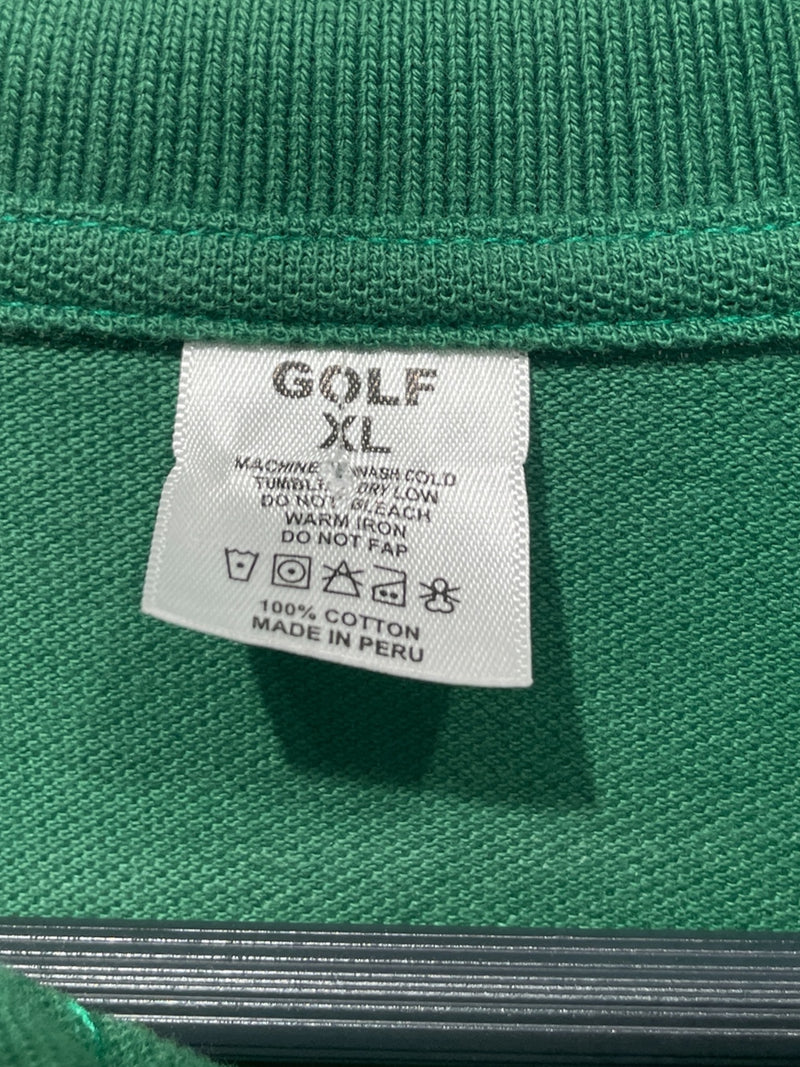 GOLF
XL
MACHINE WASH COLD
TUMBLE DRY LOW
DO NOT BLEACH
WARM IRON
DO NOT FAP
100% COTTON
MADE IN PERU